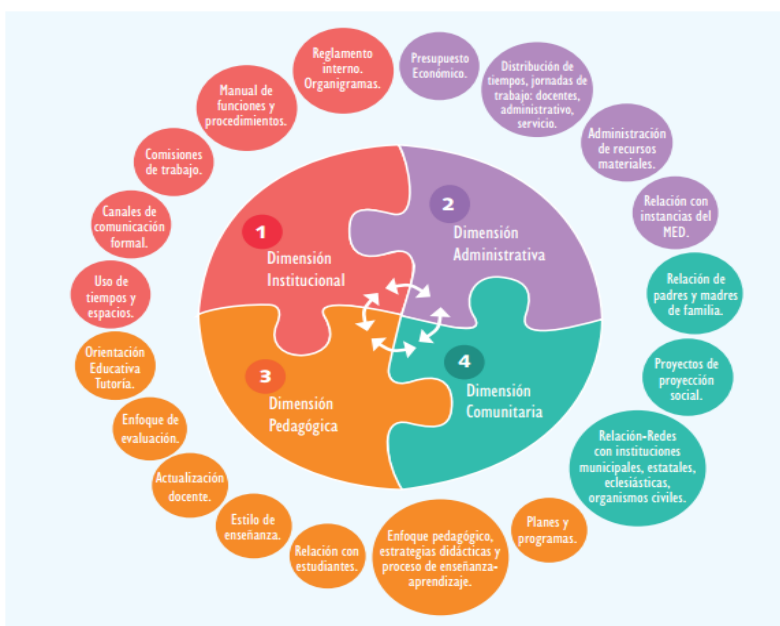 Reglamento
interno.
Organigramas.
Presupuesto
Económico.
Distribución de
tiempos, jornadas de
trabajo: docentes,
administrativo,
servicio.
Manual de
funciones y
procedimientos.
Administración
de recursos
materiales.
Comisiones
de trabajo.
Relación con
instancias del
MED.
Canales de
comunicación
formal.
1
Dimensión
Institucional
2
Dimensión
Administrativa
Uso de
tiempos y
espacios.
Relación de
padres y madres
de familia.
Orientación
Educativa
Tutoría.
3
Dimensión
Pedagógica
4
Dimensión
Comunitaria
Proyectos de
proyección
social.
Enfoque de
evaluación.
Relación-Redes
con instituciones
municipales, estatales,
eclesiásticas,
organismos civiles.
Actualización
docente.
Estilo de
enseñanza.
Relación con
estudiantes.
Enfoque pedagógico,
estrategias didácticas y
proceso de enseñanza-
aprendizaje.
Planes y
programas.